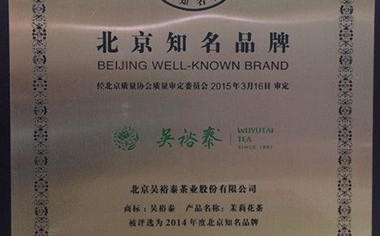 知名
北京知名品牌
BEIJING WELL-KNOWN BRAND
经北京质量协会质量审定委员会 2015年3月16日 审定
吴裕泰 WUYUTAI
TEA
SINCE 1887
北京吴裕泰茶业股份有限公司
商标：吴裕泰 产品名称：茉莉花茶
被评选为2014年度北京知名品牌